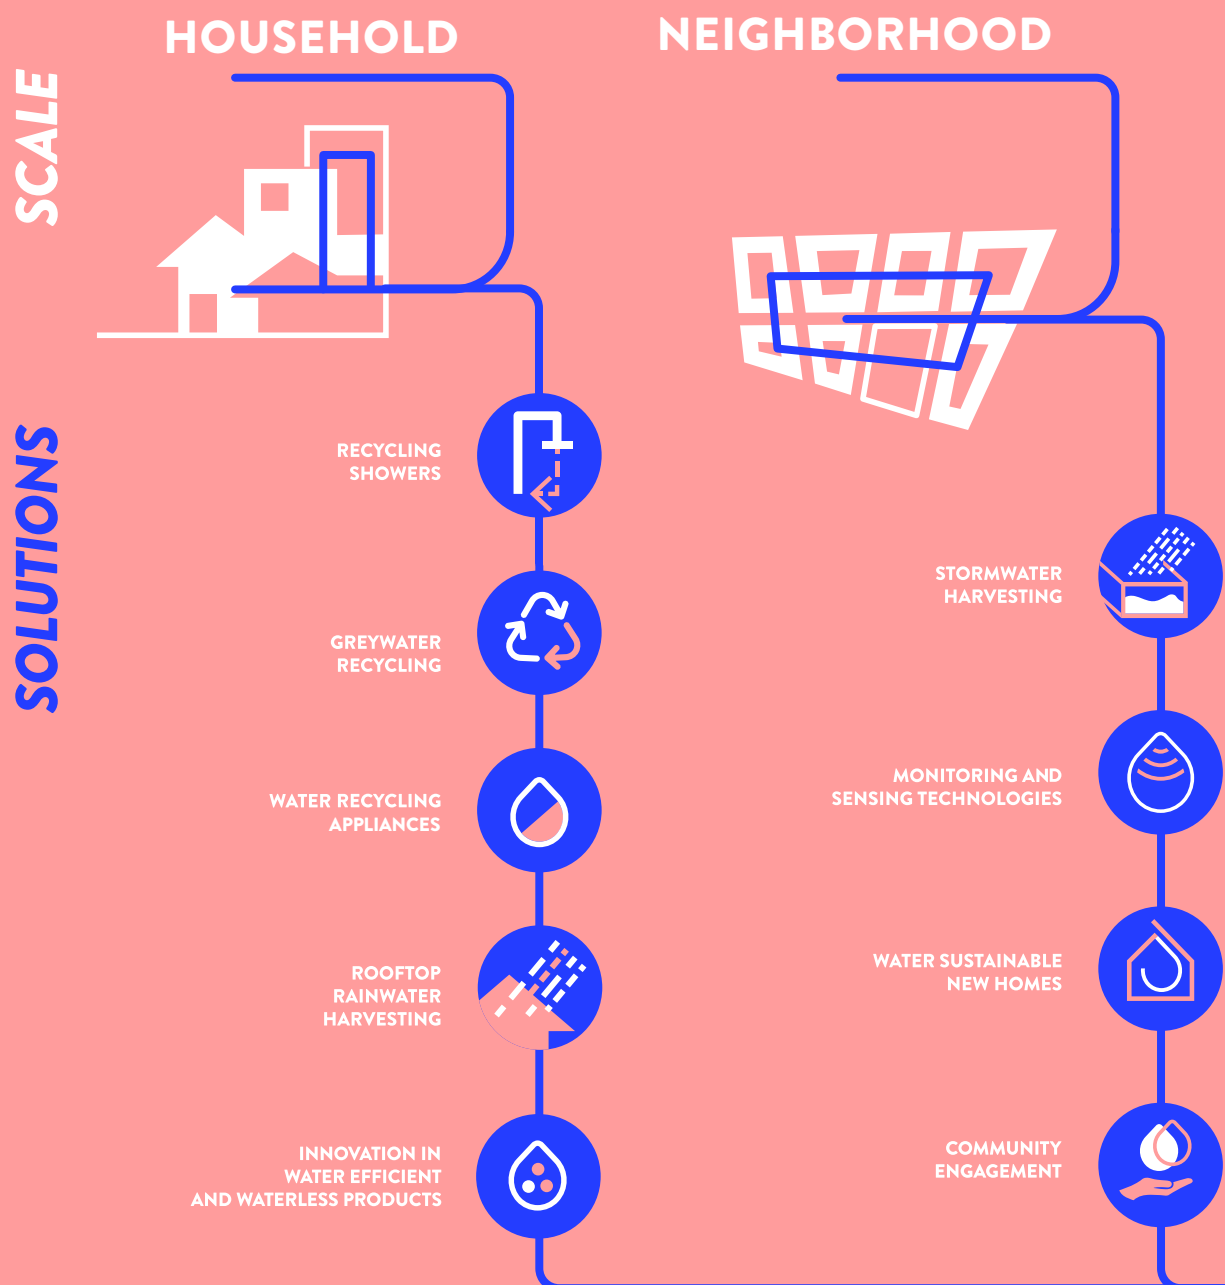 HOUSEHOLD
NEIGHBORHOOD
SCALE
SOLUTIONS
RECYCLING
SHOWERS
GREYWATER
RECYCLING
WATER RECYCLING
APPLIANCES
ROOFTOP
RAINWATER
HARVESTING
INNOVATION IN
WATER EFFICIENT
AND WATERLESS PRODUCTS
STORMWATER
HARVESTING
MONITORING AND
SENSING TECHNOLOGIES
WATER SUSTAINABLE
NEW HOMES
COMMUNITY
ENGAGEMENT